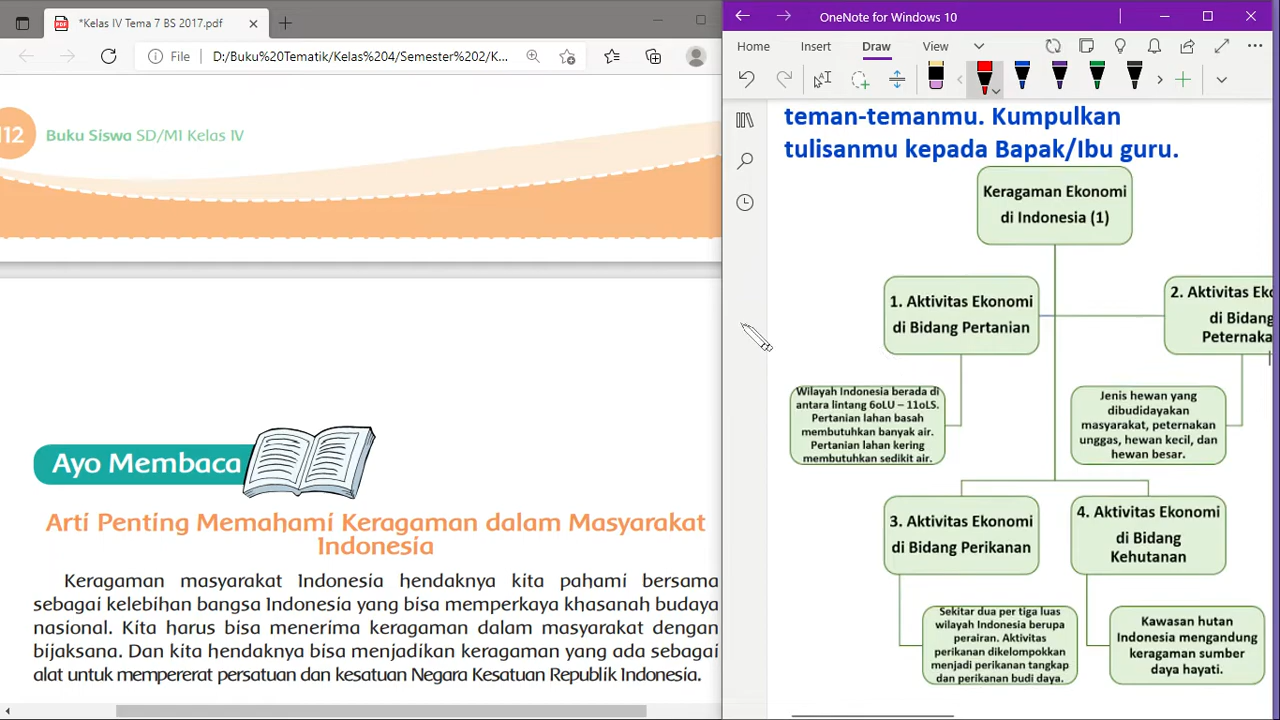 *Kelas IV Tema 7 BS 2017.pdf
File
D:/Buku%20Tematik/Kelas%204/Semester%202/K...
112
Buku Siswa SD/MI Kelas IV
Ayo Membaca
Arti Penting Memahami Keragaman dalam Masyarakat
Indonesia
Keragaman masyarakat Indonesia hendaknya kita pahami bersama
sebagai kelebihan bangsa Indonesia yang bisa memperkaya khasanah budaya
nasional. Kita harus bisa menerima keragaman dalam masyarakat dengan
bijaksana. Dan kita hendaknya bisa menjadikan keragaman yang ada sebagai
alat untuk mempererat persatuan dan kesatuan Negara Kesatuan Republik Indonesia.
OneNote for Windows 10
Home
Insert
Draw
View
teman-temanmu. Kumpulkan
tulisanmu kepada Bapak/Ibu guru.
Keragaman Ekonomi
di Indonesia (1)
1. Aktivitas Ekonomi
di Bidang Pertanian
2. Aktivitas Eko
di Bidang
Peternaka
Wilayah Indonesia berada di
antara lintang 6oLU – 11oLS.
Pertanian lahan basah
membutuhkan banyak air.
Pertanian lahan kering
membutuhkan sedikit air.
Jenis hewan yang
dibudidayakan
masyarakat, peternakan
unggas, hewan kecil, dan
hewan besar.
3. Aktivitas Ekonomi
di Bidang Perikanan
4. Aktivitas Ekonomi
di Bidang
Kehutanan
Sekitar dua per tiga luas
wilayah Indonesia berupa
perairan. Aktivitas
perikanan dikelompokkan
menjadi perikanan tangkap
dan perikanan budi daya.
Kawasan hutan
Indonesia mengandung
keragaman sumber
daya hayati.